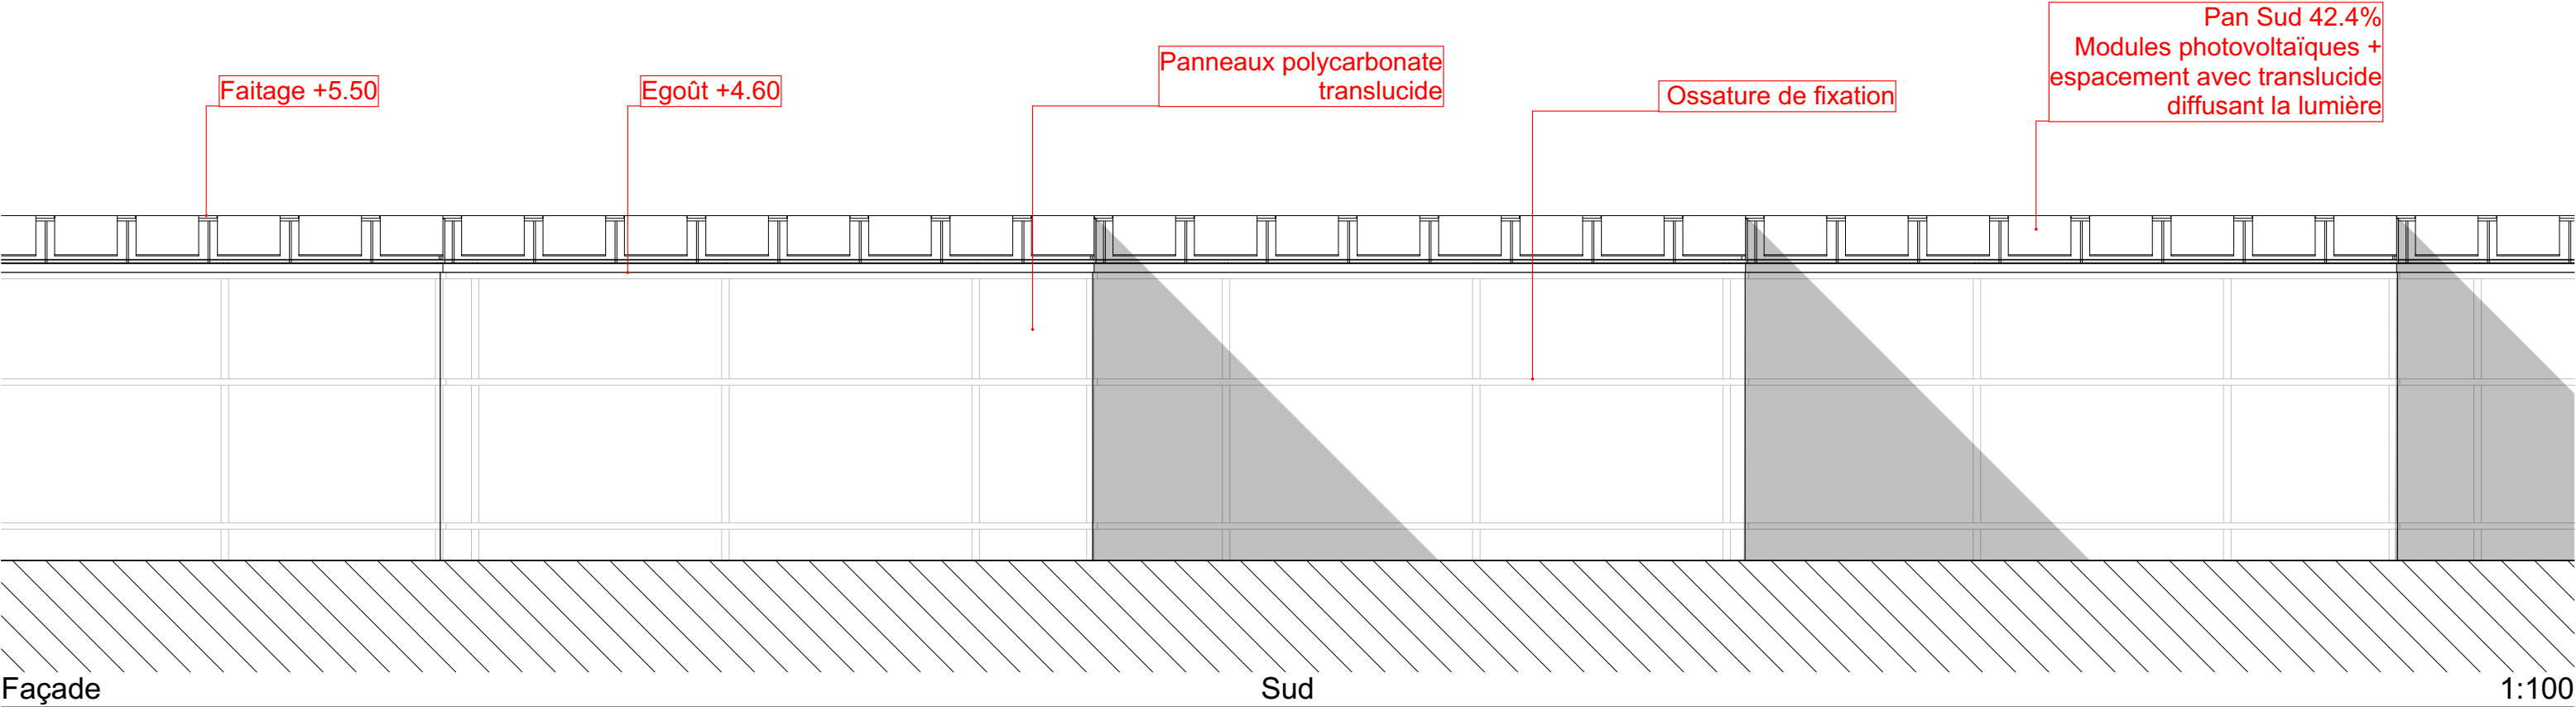 Faitage +5.50
Egoût +4.60
Panneaux polycarbonate
translucide
Ossature de fixation
Pan Sud 42.4%
Modules photovoltaïques +
espacement avec translucide
diffusant la lumière
Façade
Sud
1:100